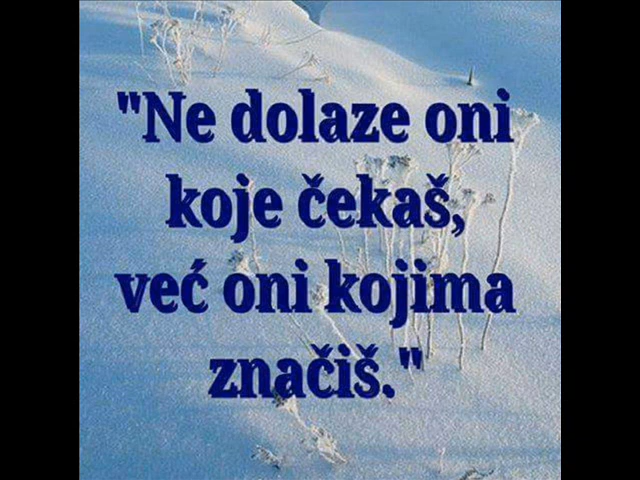 "Ne dolaze oni
koje čekaš,
već oni kojima
značiš."